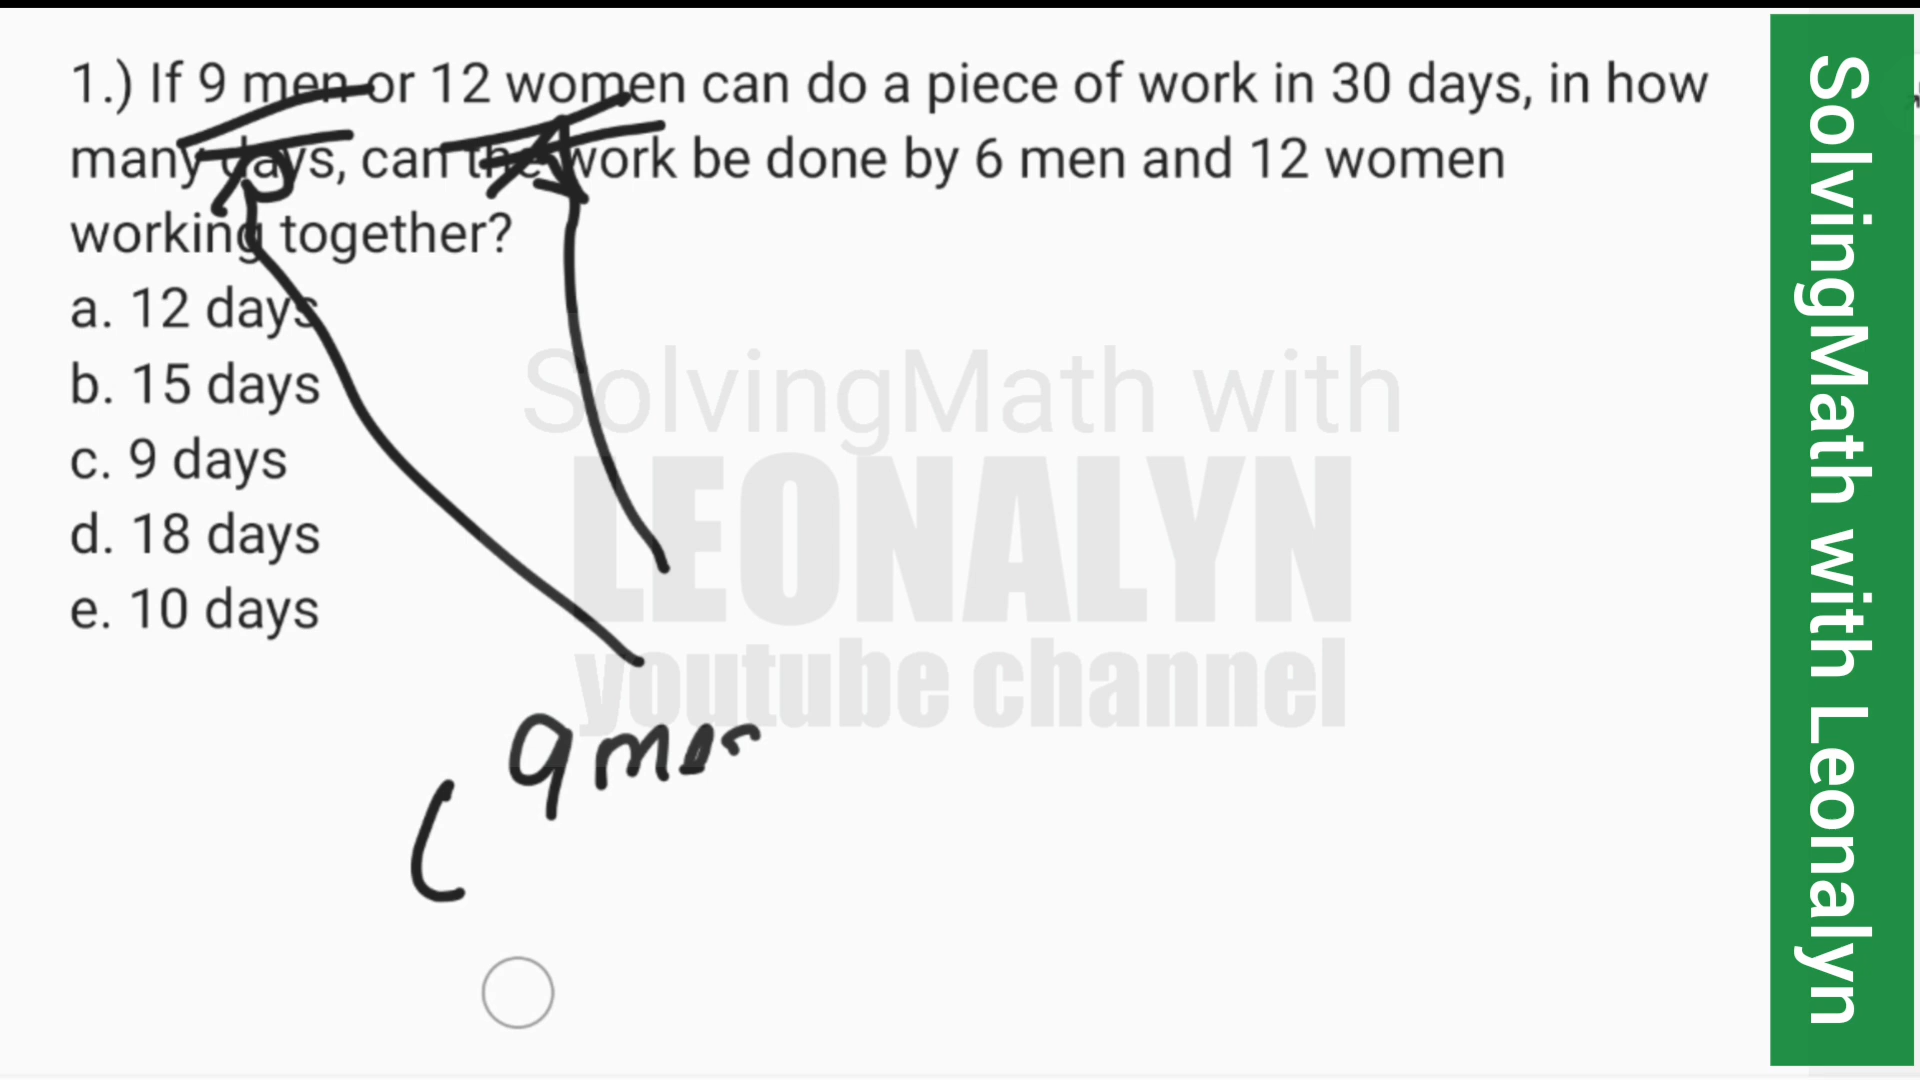 1.) If 9 men or 12 women can do a piece of work in 30 days, in how
many days, can the work be done by 6 men and 12 women
working together?
a. 12 days
b. 15 days
c. 9 days
d. 18 days
e. 10 days
SolvingMath with
LEONALYN
youtube channel
9 men
SolvingMath with Leonalyn